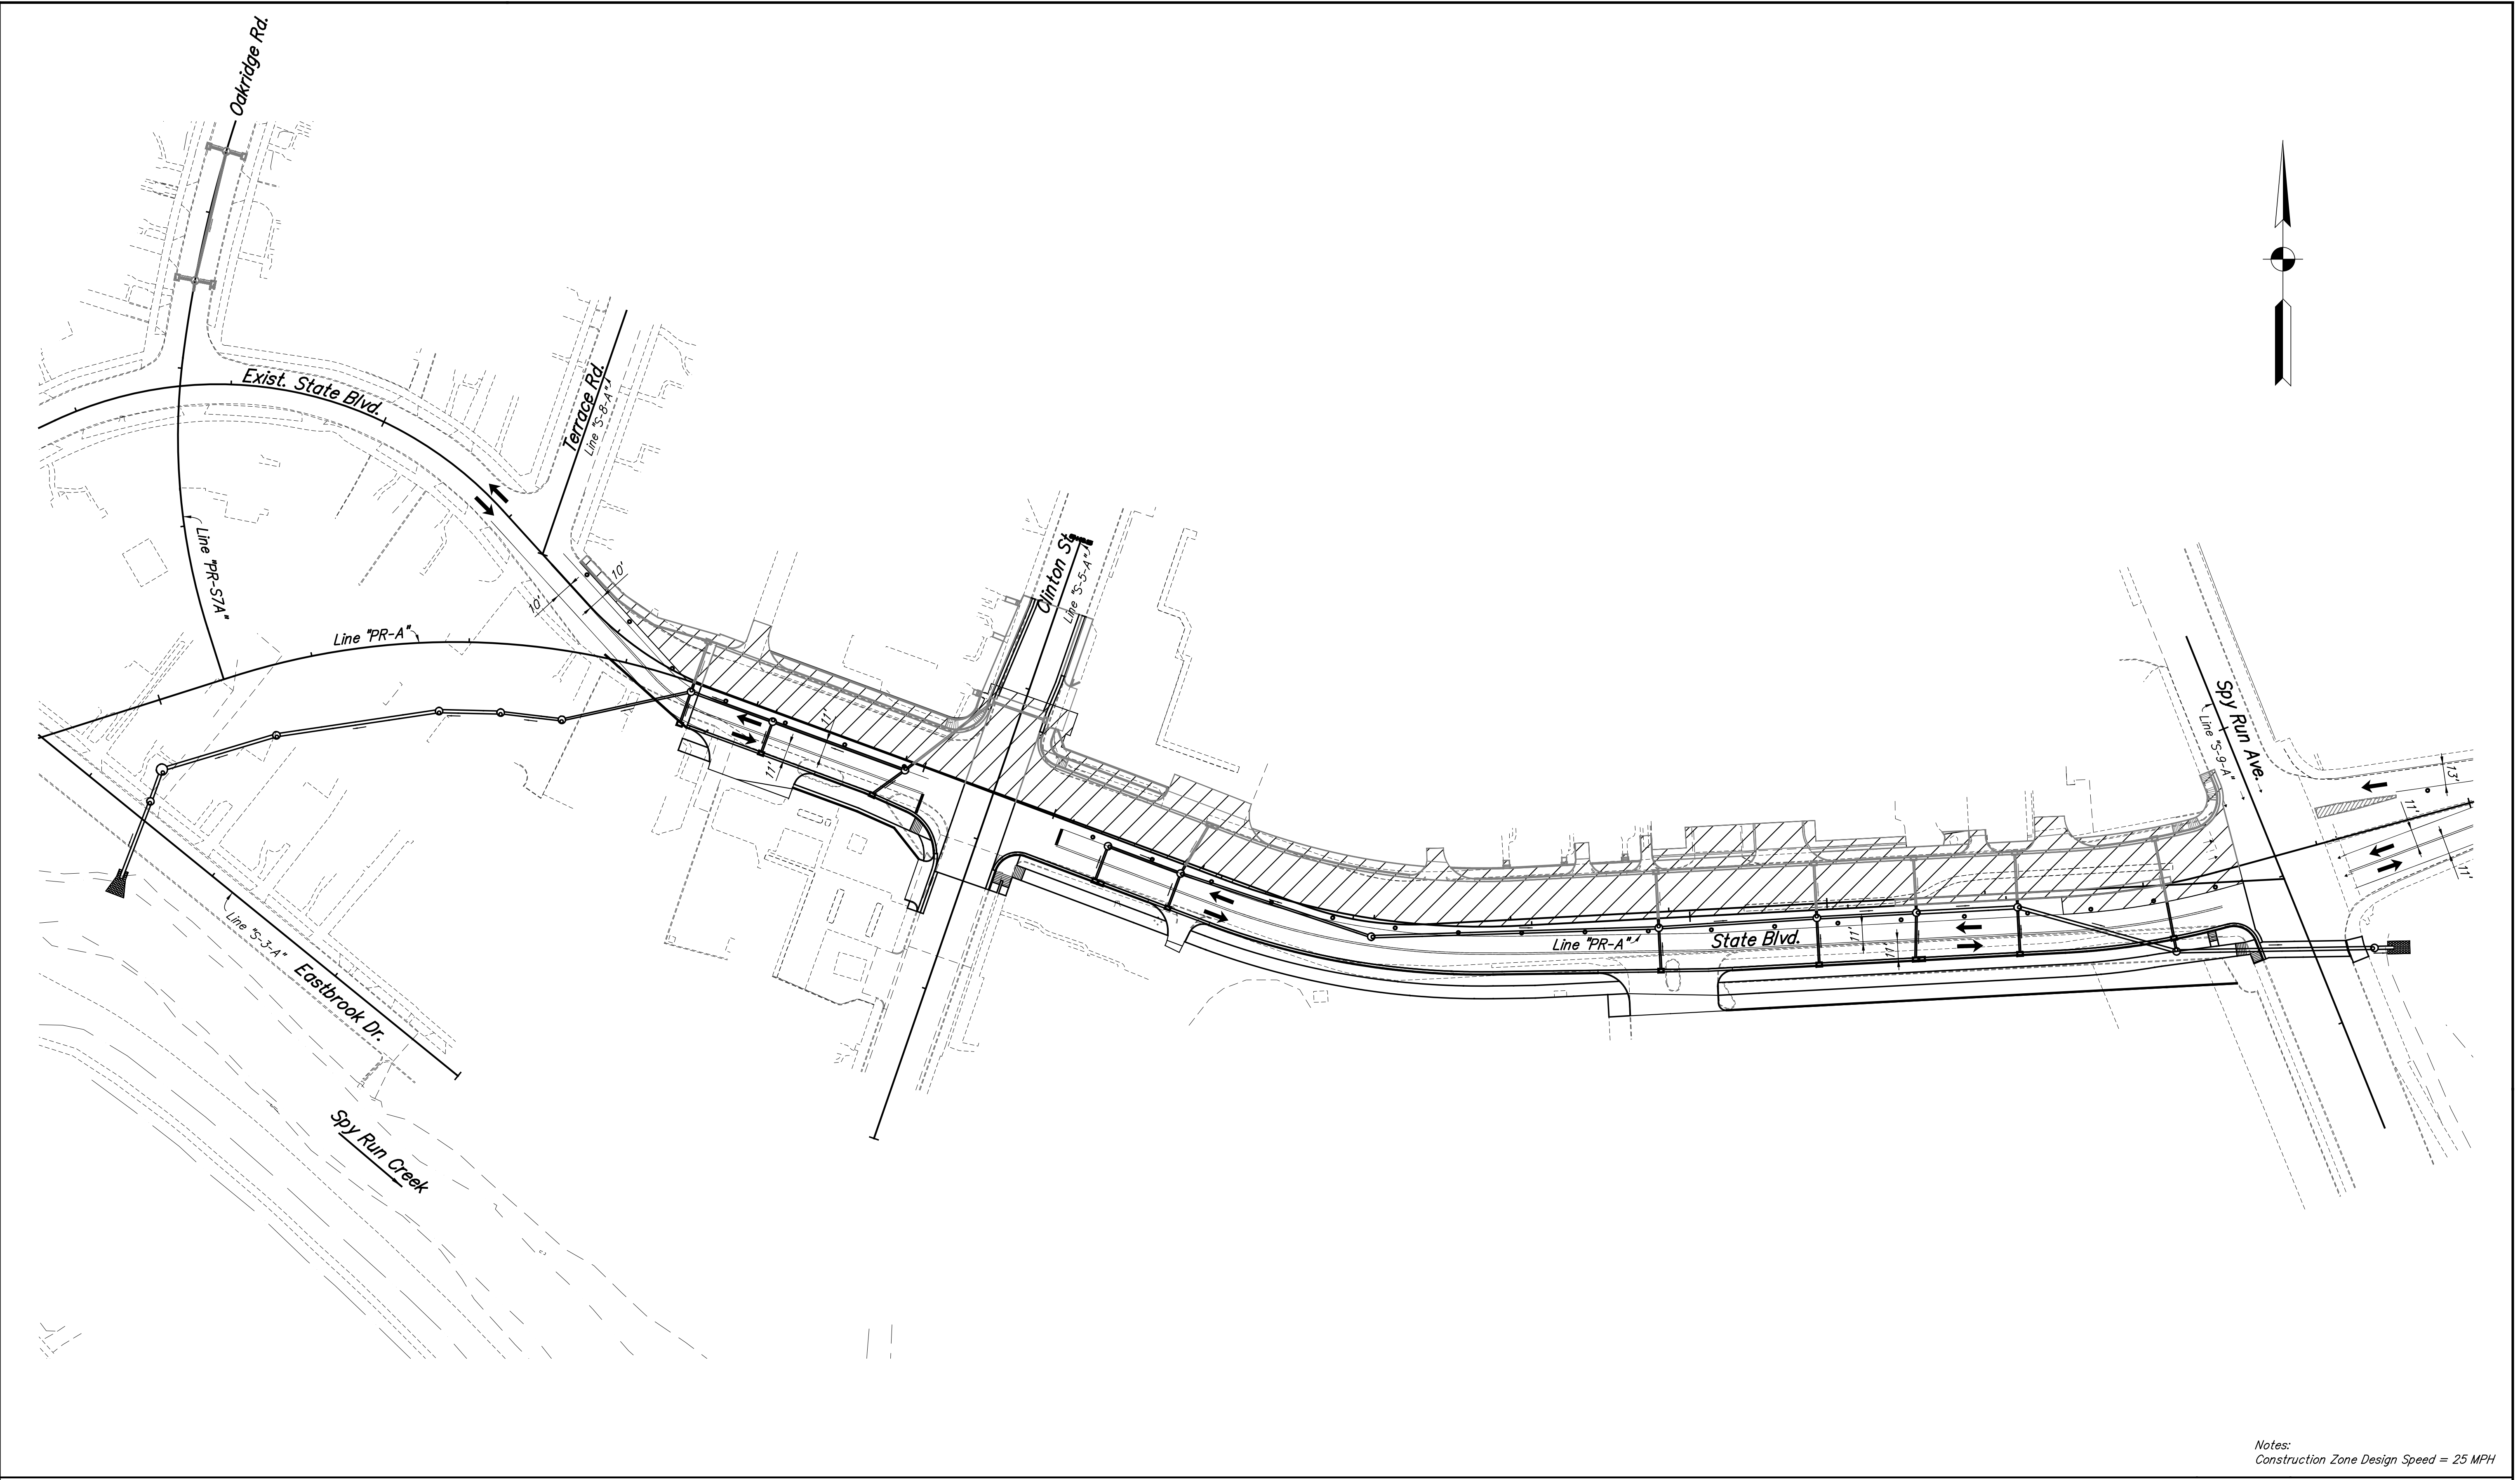 Oakridge Rd.
Exist. State Blvd.
Terrace Rd.
Line "S-8-A"
Line "PR-S7A"
10'
10'
Clinton St.
Line "S-5-A"
Line "PR-A"
11'
11'
Spy Run Ave.
Line "S-9-A"
13'
11'
11'
Line "PR-A"
State Blvd.
11'
11'
Line "S-3-A"
Eastbrook Dr.
Spy Run Creek
Notes:
Construction Zone Design Speed = 25 MPH